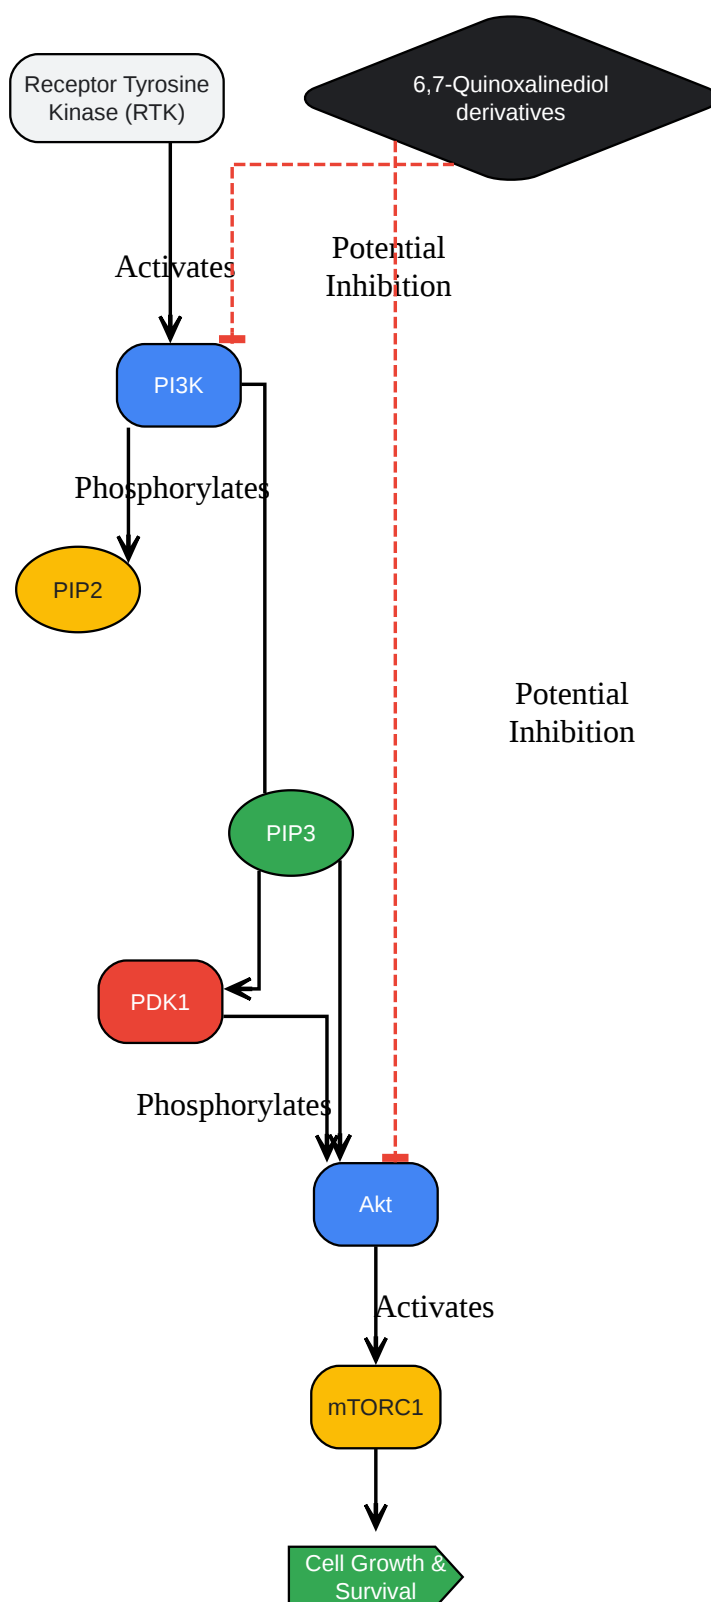 Receptor Tyrosine
Kinase (RTK)
6,7-Quinoxalinediol
derivatives
Activates
Potential
Inhibition
PI3K
Phosphorylates
PIP2
Potential
Inhibition
PIP3
PDK1
Phosphorylates
Akt
Activates
mTORC1
Cell Growth &
Survival